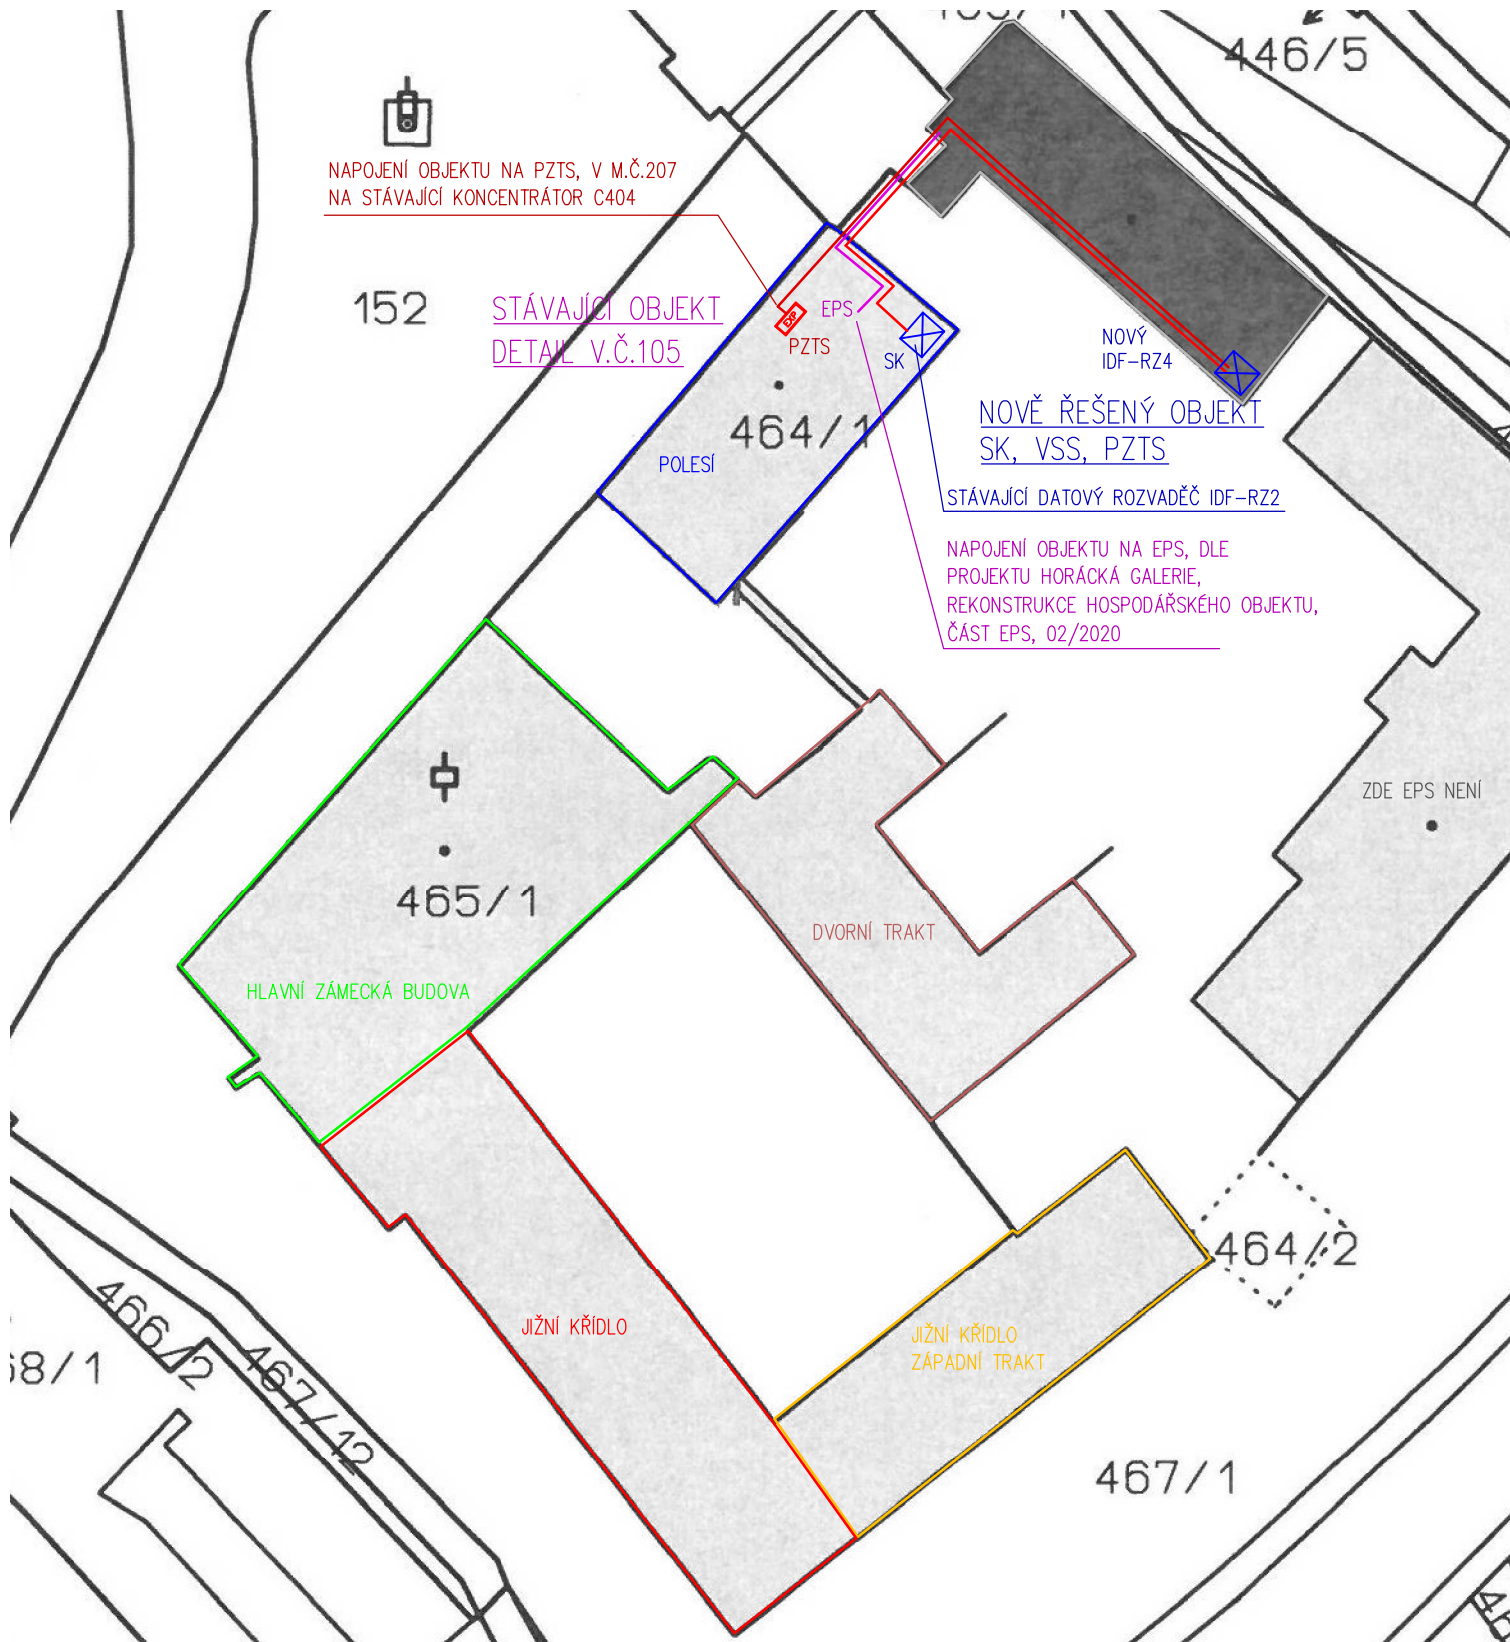 446/5
NAPOJENÍ OBJEKTU NA PZTS, V M.Č.207
NA STÁVAJÍCÍ KONCENTRÁTOR C404
152
STÁVAJÍCÍ OBJEKT
DETAIL V.Č.105
EPS
EXP
PZTS
SK
NOVÝ
IDF-RZ4
464/1
POLESÍ
NOVĚ ŘEŠENÝ OBJEKT
SK, VSS, PZTS
STÁVAJÍCÍ DATOVÝ ROZVADĚČ IDF-RZ2
NAPOJENÍ OBJEKTU NA EPS, DLE
PROJEKTU HORÁCKÁ GALERIE,
REKONSTRUKCE HOSPODÁŘSKÉHO OBJEKTU,
ČÁST EPS, 02/2020
ZDE EPS NENÍ
465/1
DVORNÍ TRAKT
HLAVNÍ ZÁMECKÁ BUDOVA
464/2
466/2
467/12
68/1
JIŽNÍ KŘÍDLO
JIŽNÍ KŘÍDLO
ZÁPADNÍ TRAKT
467/1